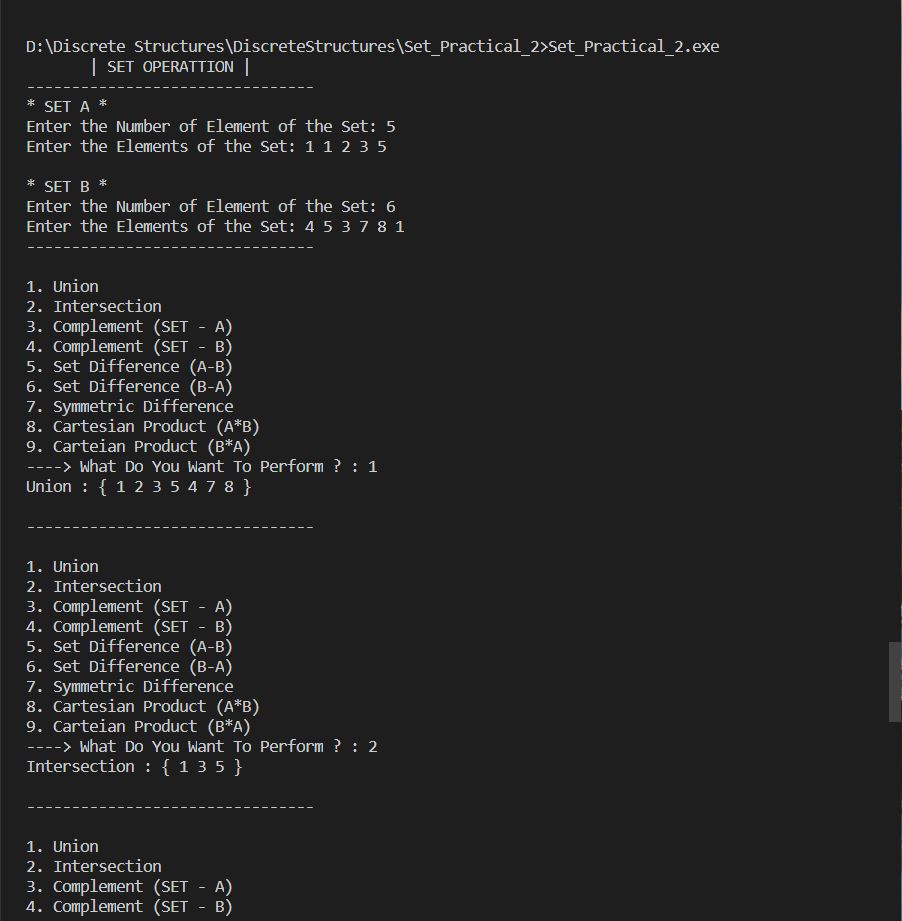 D:\Discrete Structures\DiscreteStructures\Set_Practical_2>Set_Practical_2.exe
| SET OPERATTION |
--------------------------------
* SET A *
Enter the Number of Element of the Set: 5
Enter the Elements of the Set: 1 1 2 3 5
* SET B *
Enter the Number of Element of the Set: 6
Enter the Elements of the Set: 4 5 3 7 8 1
--------------------------------
1. Union
2. Intersection
3. Complement (SET - A)
4. Complement (SET - B)
5. Set Difference (A-B)
6. Set Difference (B-A)
7. Symmetric Difference
8. Cartesian Product (A*B)
9. Carteian Product (B*A)
----> What Do You Want To Perform ? : 1
Union : { 1 2 3 5 4 7 8 }
--------------------------------
1. Union
2. Intersection
3. Complement (SET - A)
4. Complement (SET - B)
5. Set Difference (A-B)
6. Set Difference (B-A)
7. Symmetric Difference
8. Cartesian Product (A*B)
9. Carteian Product (B*A)
----> What Do You Want To Perform ? : 2
Intersection : { 1 3 5 }
--------------------------------
1. Union
2. Intersection
3. Complement (SET - A)
4. Complement (SET - B)